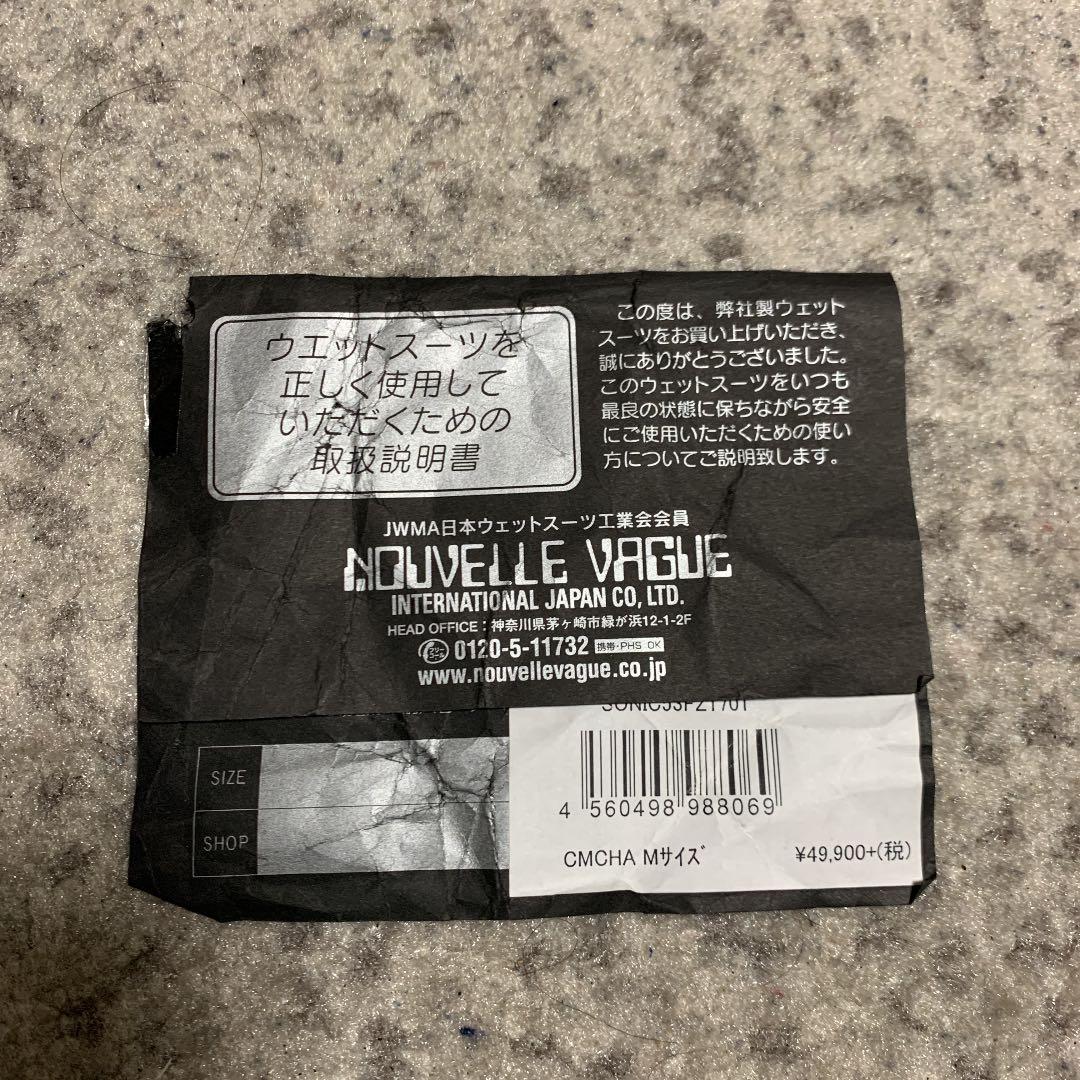 ウエットスーツを
正しく使用して
いただくための
取扱説明書
この度は、弊社製ウェット
スーツをお買い上げいただき、
誠にありがとうございました。
このウェットスーツをいつも
最良の状態に保ちながら安全
にご使用いただくための使い
方についてご説明致します。
JWMA日本ウェットスーツ工業会会員
NOUVELLE VAGUE
INTERNATIONAL JAPAN CO, LTD.
HEAD OFFICE : 神奈川県茅ヶ崎市緑が浜12-1-2F
フリーコール 0120-5-11732 携帯・PHS OK
www.nouvellevague.co.jp
SIZE
SHOP
4 560498 988069
CMCHA Mサイズ ¥49,900+(税)